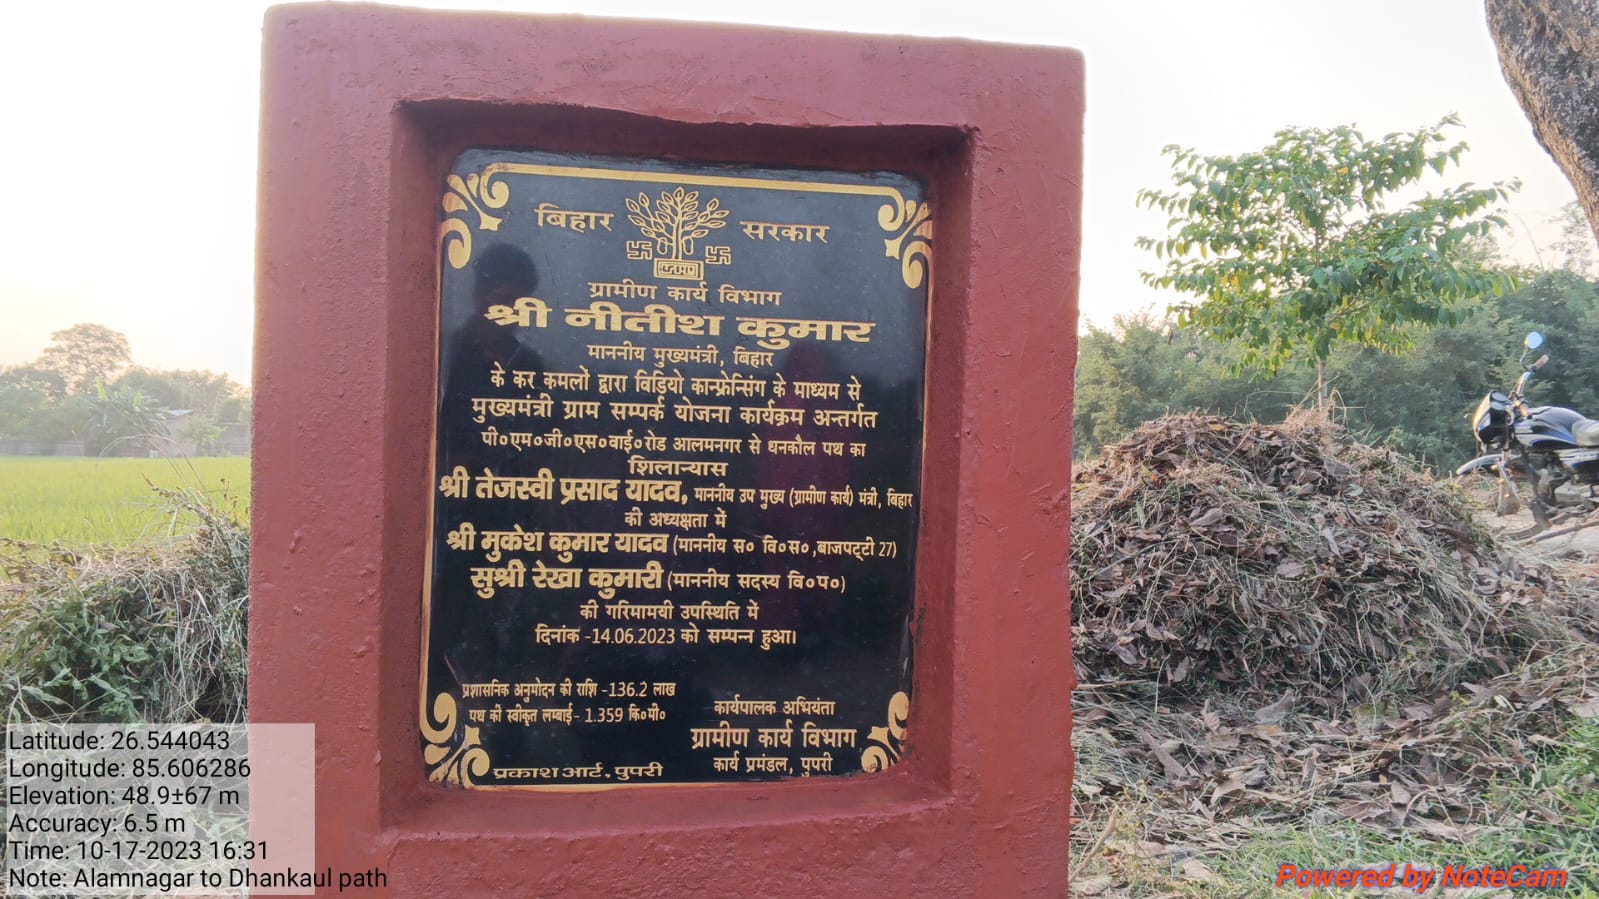 बिहार सरकार
ग्रामीण कार्य विभाग
श्री नीतीश कुमार
माननीय मुख्यमंत्री, बिहार
के कर कमलों द्वारा विडियो कान्फ्रेन्सिंग के माध्यम से
मुख्यमंत्री ग्राम सम्पर्क योजना कार्यक्रम अन्तर्गत
पी०एम०जी०एस०वाई०रोड आलमनगर से धनकौल पथ का
शिलान्यास
श्री तेजस्वी प्रसाद यादव, माननीय उप मुख्य (ग्रामीण कार्य) मंत्री, बिहार
की अध्यक्षता में
श्री मुकेश कुमार यादव (माननीय स० वि०स०,बाजपट्टी 27)
सुश्री रेखा कुमारी (माननीय सदस्य वि०प०)
की गरिमामयी उपस्थिति में
दिनांक -14.06.2023 को सम्पन्न हुआ।
प्रशासनिक अनुमोदन की राशि -136.2 लाख
पथ की स्वीकृत लम्बाई- 1.359 कि०मी०
कार्यपालक अभियंता
ग्रामीण कार्य विभाग
कार्य प्रमंडल, पुपरी
प्रकाश आर्ट, पुपरी
Latitude: 26.544043
Longitude: 85.606286
Elevation: 48.9±67 m
Accuracy: 6.5 m
Time: 10-17-2023 16:31
Note: Alamnagar to Dhankaul path
Powered by NoteCam